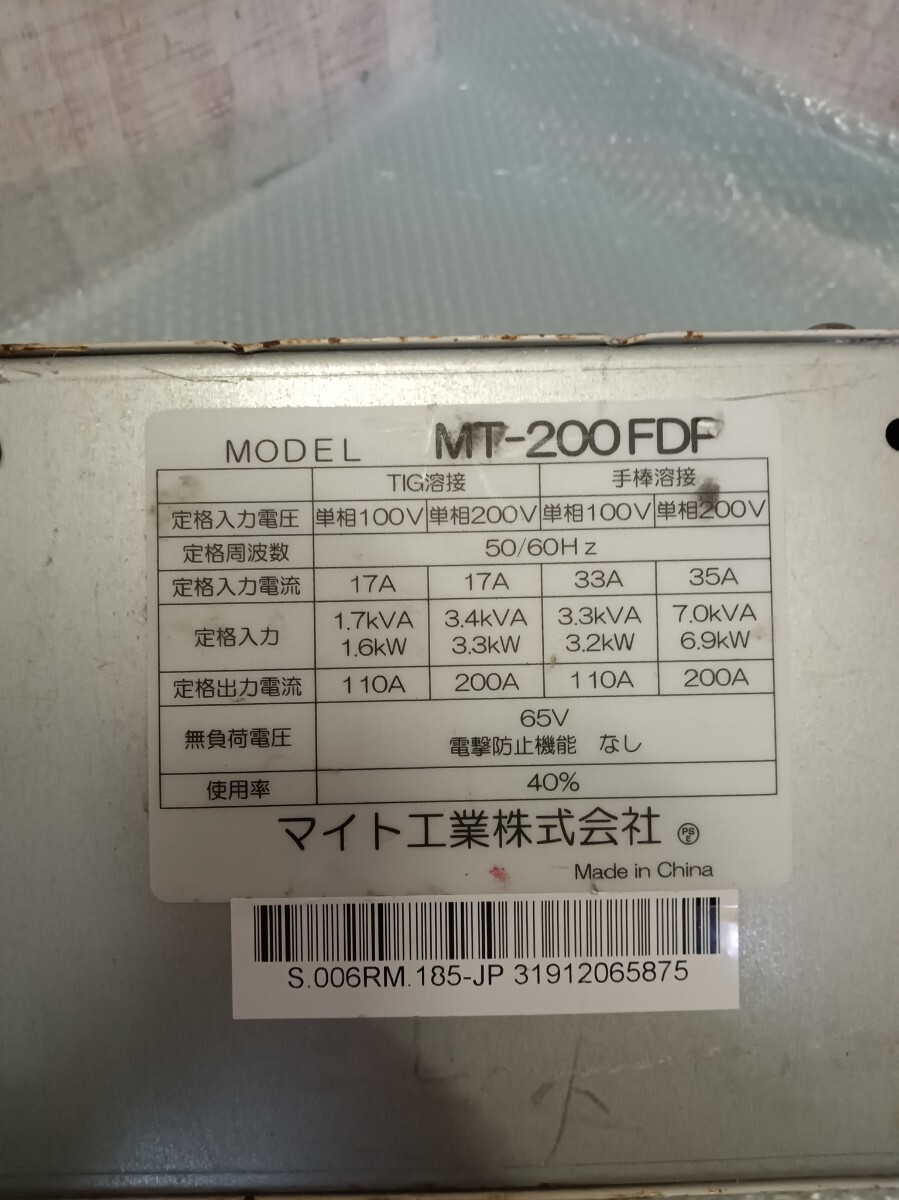 MODEL MT-200FDF
TIG溶接 手棒溶接
定格入力電圧 単相100V 単相200V 単相100V 単相200V
定格周波数 50/60Hz
定格入力電流 17A 17A 33A 35A
定格入力 1.7kVA 1.6kW 3.4kVA 3.3kW 3.3kVA 3.2kW 7.0kVA 6.9kW
定格出力電流 110A 200A 110A 200A
無負荷電圧 65V
電撃防止機能 なし
使用率 40%
マイト工業株式会社 PSE
Made in China
S.006RM.185-JP 31912065875